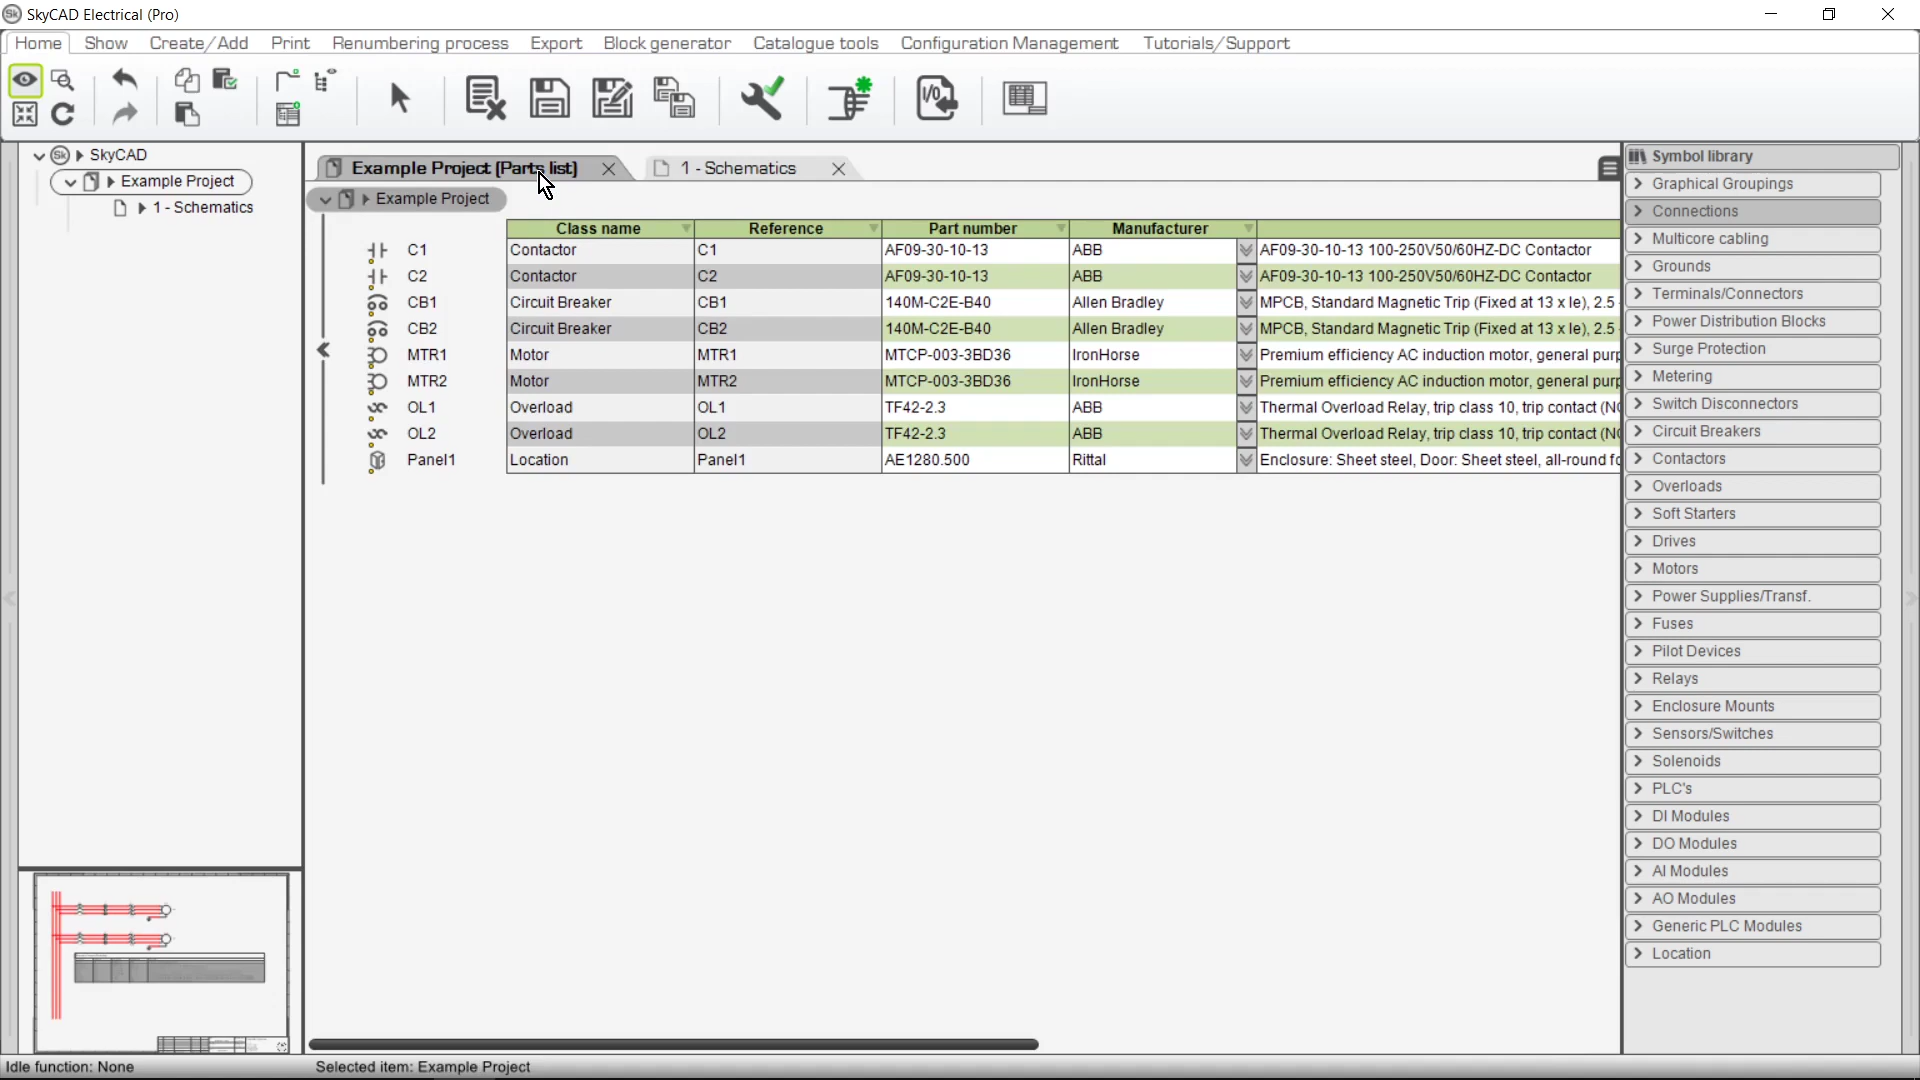 SkyCAD Electrical (Pro)
Home Show Create/Add Print Renumbering process Export Block generator Catalogue tools Configuration Management Tutorials/Support
I/O
SkyCAD
Example Project
1 - Schematics
Example Project (Parts list)
1 - Schematics
Example Project
Class name Reference Part number Manufacturer
C1 Contactor C1 AF09-30-10-13 ABB AF09-30-10-13 100-250V50/60HZ-DC Contactor
C2 Contactor C2 AF09-30-10-13 ABB AF09-30-10-13 100-250V50/60HZ-DC Contactor
CB1 Circuit Breaker CB1 140M-C2E-B40 Allen Bradley MPCB, Standard Magnetic Trip (Fixed at 13 x le), 2.5
CB2 Circuit Breaker CB2 140M-C2E-B40 Allen Bradley MPCB, Standard Magnetic Trip (Fixed at 13 x le), 2.5
MTR1 Motor MTR1 MTCP-003-3BD36 IronHorse Premium efficiency AC induction motor, general purp
MTR2 Motor MTR2 MTCP-003-3BD36 IronHorse Premium efficiency AC induction motor, general purp
OL1 Overload OL1 TF42-2.3 ABB Thermal Overload Relay, trip class 10, trip contact (NC
OL2 Overload OL2 TF42-2.3 ABB Thermal Overload Relay, trip class 10, trip contact (NC
Panel1 Location Panel1 AE1280.500 Rittal Enclosure: Sheet steel, Door: Sheet steel, all-round fo
Symbol library
Graphical Groupings
Connections
Multicore cabling
Grounds
Terminals/Connectors
Power Distribution Blocks
Surge Protection
Metering
Switch Disconnectors
Circuit Breakers
Contactors
Overloads
Soft Starters
Drives
Motors
Power Supplies/Transf.
Fuses
Pilot Devices
Relays
Enclosure Mounts
Sensors/Switches
Solenoids
PLC's
DI Modules
DO Modules
AI Modules
AO Modules
Generic PLC Modules
Location
Idle function: None
Selected item: Example Project